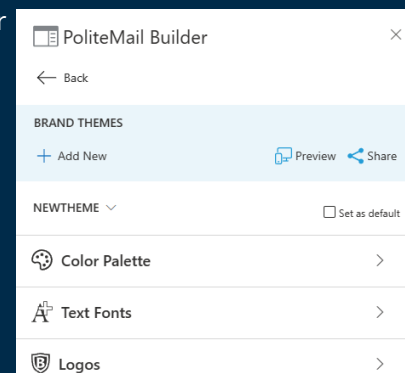 r
PoliteMail Builder
Back
BRAND THEMES
Add New Preview Share
NEWTHEME Set as default
Color Palette
Text Fonts
Logos